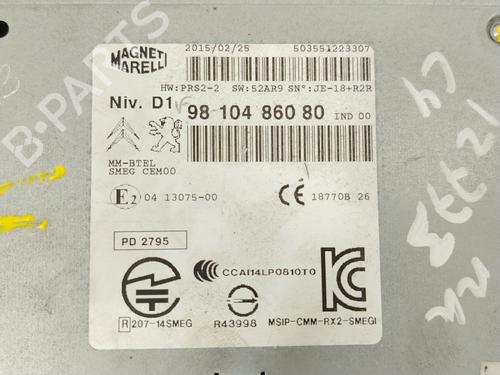 MAGNETI
MARELLI
2015/02/25 503551223307
HW:PRS2-2 SW:52AR9 SN°:JE-18+R2R
Niv. D1
98 104 860 80 IND 00
MM-BTEL
SMEG CEM00
E2 04 13075-00
CE 18770B 26
PD 2795
CCAI14LP0810T0
R 207-14SMEG
R43998
MSIP-CMM-RX2-SMEG1
B-PARTS